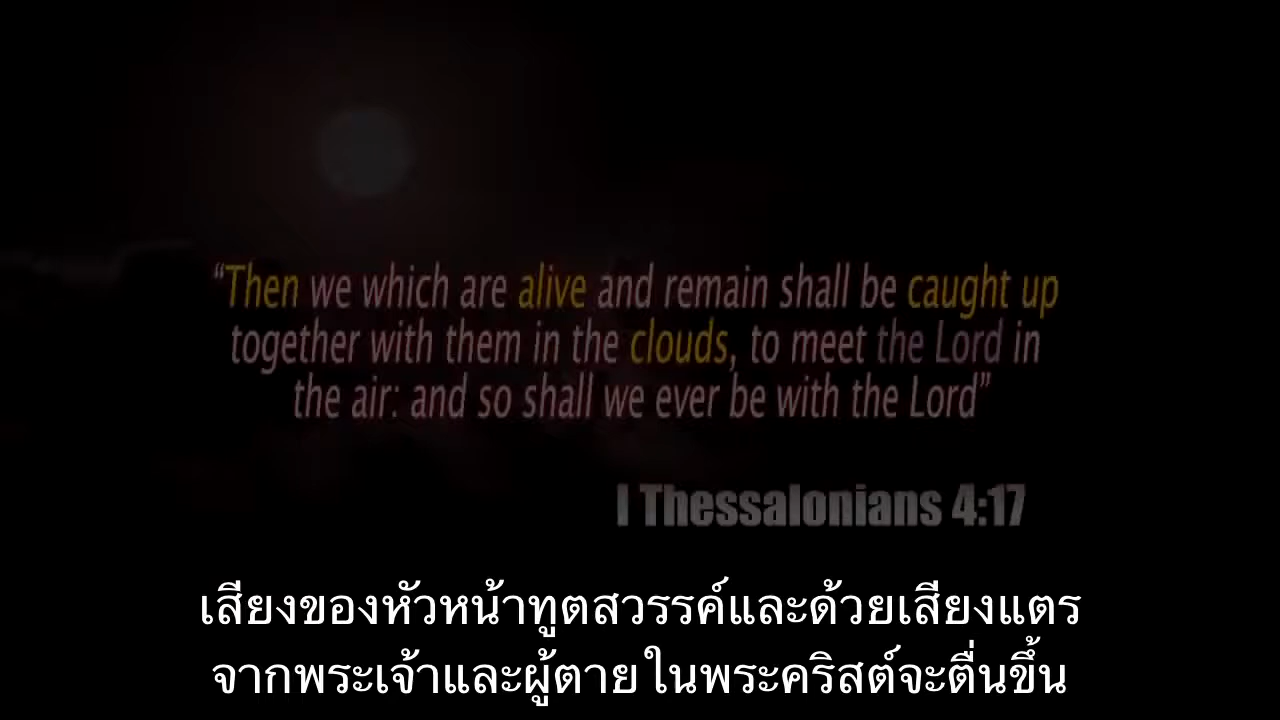 “Then we which are alive and remain shall be caught up
together with them in the clouds, to meet the Lord in
the air: and so shall we ever be with the Lord”
I Thessalonians 4:17
เสียงของหัวหน้าทูตสวรรค์และด้วยเสียงแตร
จากพระเจ้าและผู้ตายในพระคริสต์จะตื่นขึ้น